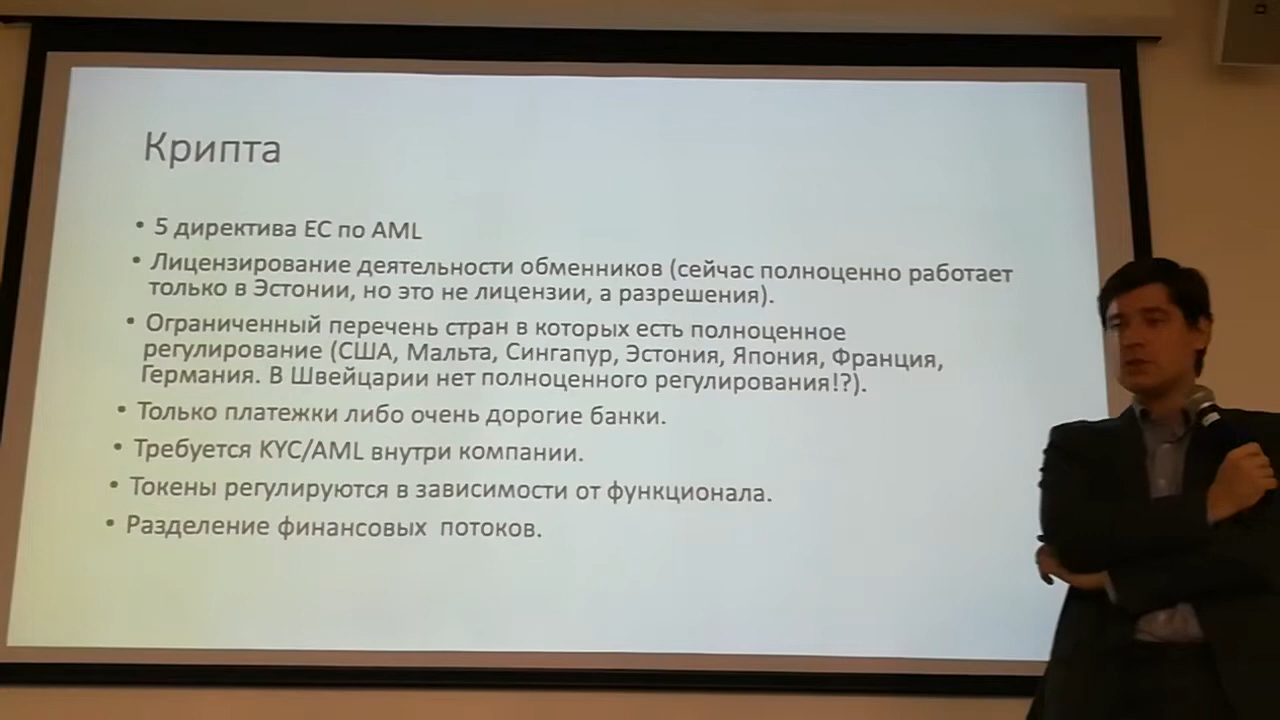 Крипта
• 5 директива ЕС по AML
• Лицензирование деятельности обменников (сейчас полноценно работает
только в Эстонии, но это не лицензии, а разрешения).
• Ограниченный перечень стран в которых есть полноценное
регулирование (США, Мальта, Сингапур, Эстония, Япония, Франция,
Германия. В Швейцарии нет полноценного регулирования!?).
• Только платежки либо очень дорогие банки.
• Требуется KYC/AML внутри компании.
• Токены регулируются в зависимости от функционала.
• Разделение финансовых потоков.